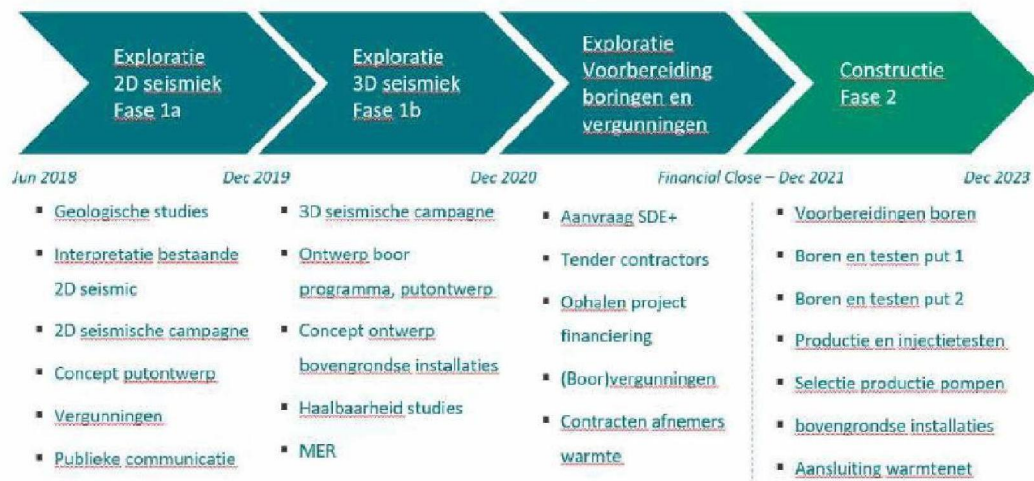 Exploratie
2D seismiek
Fase 1a
Exploratie
3D seismiek
Fase 1b
Exploratie
Voorbereiding
boringen en
vergunningen
Constructie
Fase 2
Jun 2018
Dec 2019
Dec 2020
Financial Close – Dec 2021
Dec 2023
▪ Geologische studies
▪ Interpretatie bestaande
2D seismic
▪ 2D seismische campagne
▪ Concept putontwerp
▪ Vergunningen
▪ Publieke communicatie
▪ 3D seismische campagne
▪ Ontwerp boor
programma, putontwerp
▪ Concept ontwerp
bovengrondse installaties
▪ Haalbaarheid studies
▪ MER
▪ Aanvraag SDE+
▪ Tender contractors
▪ Ophalen project
financiering
▪ (Boor)vergunningen
▪ Contracten afnemers
warmte
▪ Voorbereidingen boren
▪ Boren en testen put 1
▪ Boren en testen put 2
▪ Productie en injectietesten
▪ Selectie productie pompen
▪ bovengrondse installaties
▪ Aansluiting warmtenet